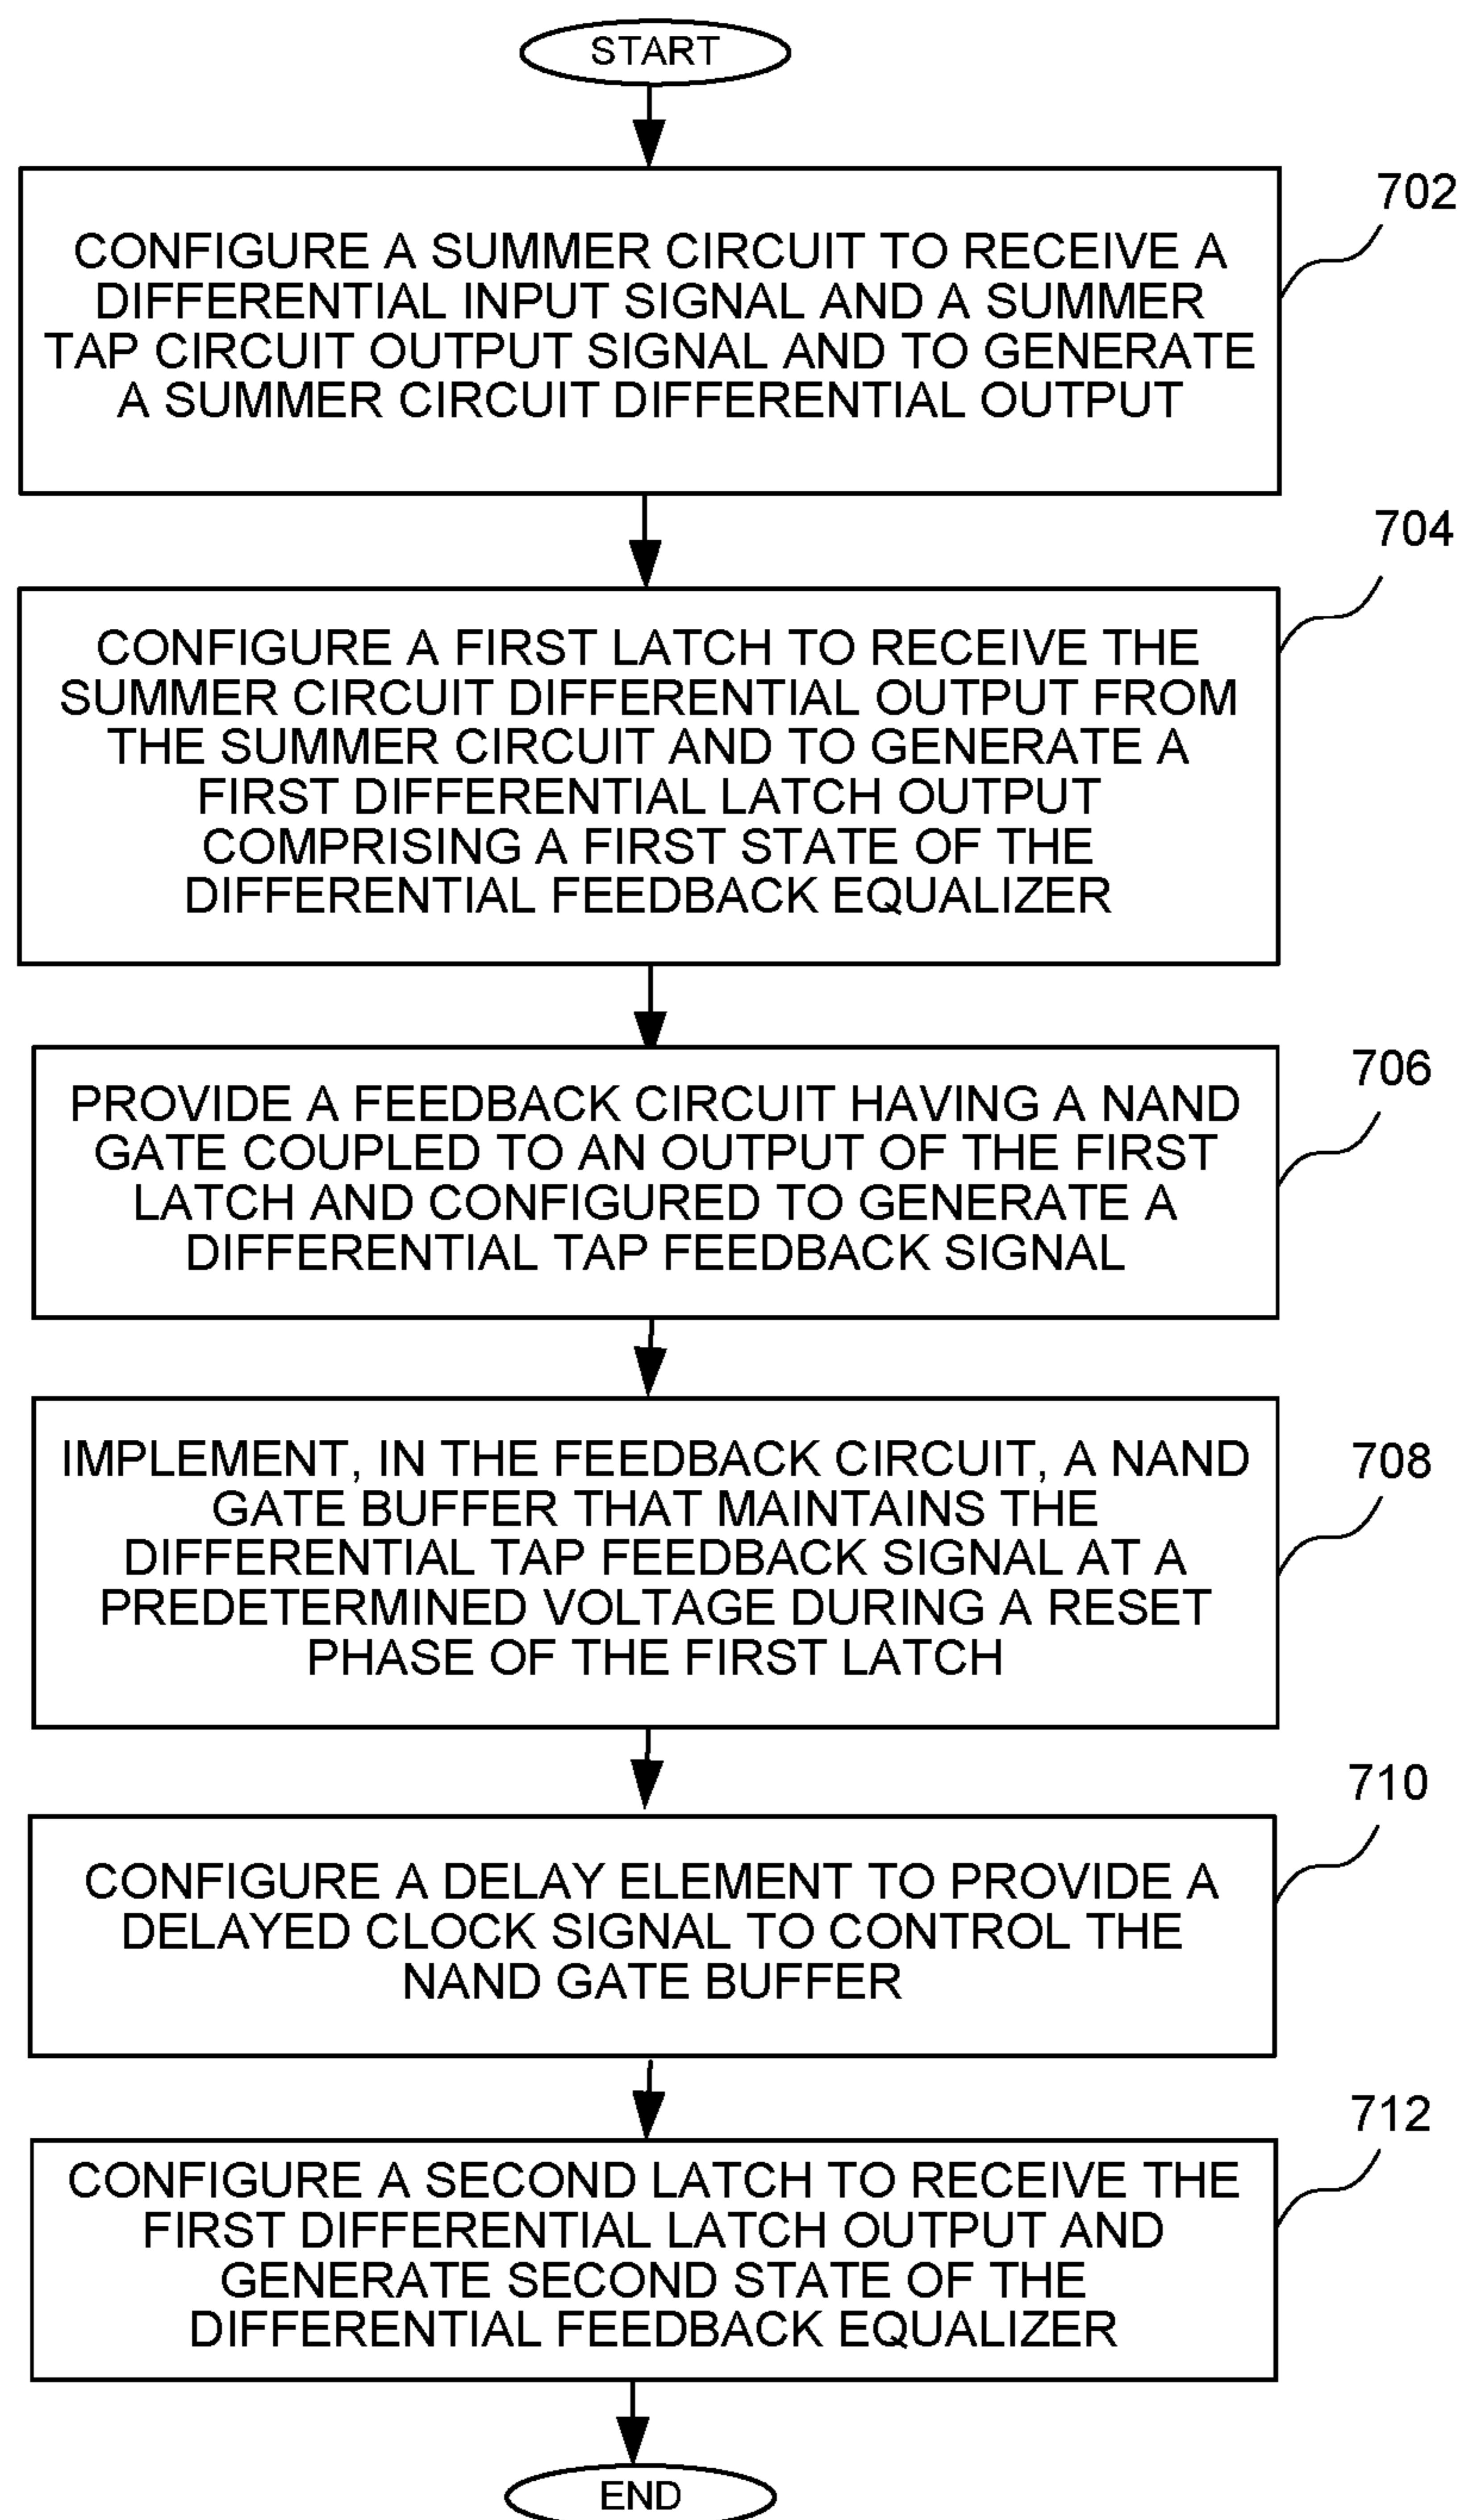 START
702
CONFIGURE A SUMMER CIRCUIT TO RECEIVE A
DIFFERENTIAL INPUT SIGNAL AND A SUMMER
TAP CIRCUIT OUTPUT SIGNAL AND TO GENERATE
A SUMMER CIRCUIT DIFFERENTIAL OUTPUT
704
CONFIGURE A FIRST LATCH TO RECEIVE THE
SUMMER CIRCUIT DIFFERENTIAL OUTPUT FROM
THE SUMMER CIRCUIT AND TO GENERATE A
FIRST DIFFERENTIAL LATCH OUTPUT
COMPRISING A FIRST STATE OF THE
DIFFERENTIAL FEEDBACK EQUALIZER
706
PROVIDE A FEEDBACK CIRCUIT HAVING A NAND
GATE COUPLED TO AN OUTPUT OF THE FIRST
LATCH AND CONFIGURED TO GENERATE A
DIFFERENTIAL TAP FEEDBACK SIGNAL
708
IMPLEMENT, IN THE FEEDBACK CIRCUIT, A NAND
GATE BUFFER THAT MAINTAINS THE
DIFFERENTIAL TAP FEEDBACK SIGNAL AT A
PREDETERMINED VOLTAGE DURING A RESET
PHASE OF THE FIRST LATCH
710
CONFIGURE A DELAY ELEMENT TO PROVIDE A
DELAYED CLOCK SIGNAL TO CONTROL THE
NAND GATE BUFFER
712
CONFIGURE A SECOND LATCH TO RECEIVE THE
FIRST DIFFERENTIAL LATCH OUTPUT AND
GENERATE SECOND STATE OF THE
DIFFERENTIAL FEEDBACK EQUALIZER
END